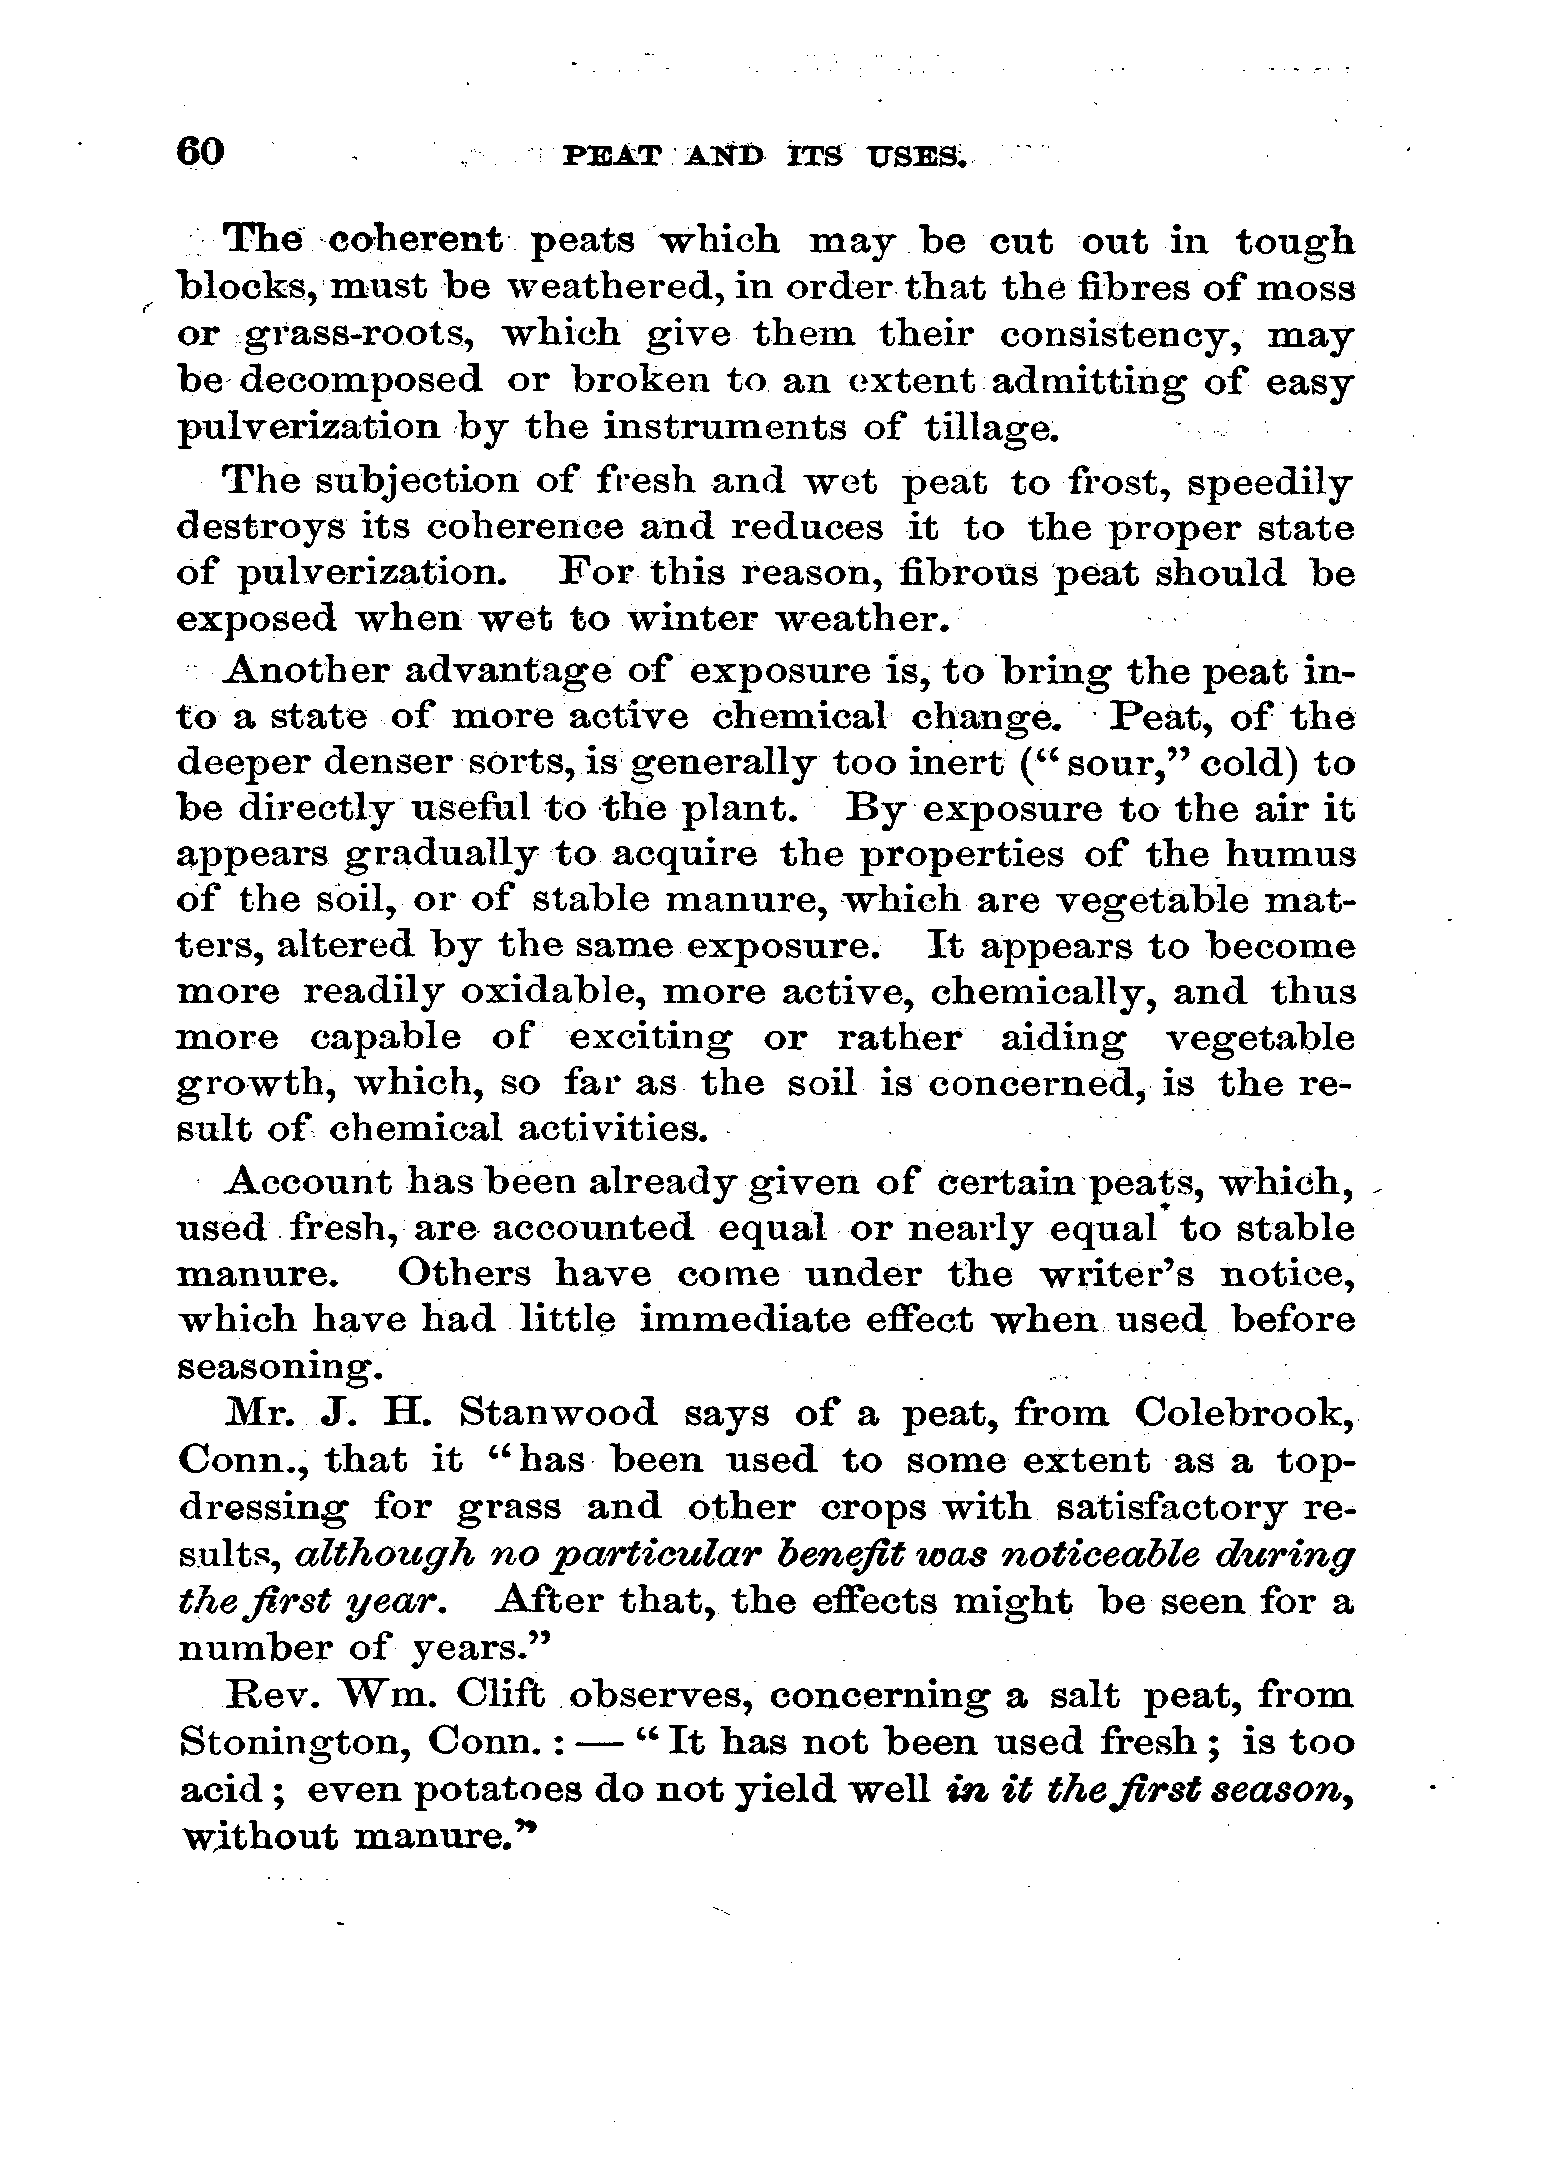 60 PEAT AND ITS USES.
The coherent peats which may be cut out in tough
blocks, must be weathered, in order that the fibres of moss
or grass-roots, which give them their consistency, may
be decomposed or broken to an extent admitting of easy
pulverization by the instruments of tillage.
The subjection of fresh and wet peat to frost, speedily
destroys its coherence and reduces it to the proper state
of pulverization. For this reason, fibrous peat should be
exposed when wet to winter weather.
Another advantage of exposure is, to bring the peat in-
to a state of more active chemical change. Peat, of the
deeper denser sorts, is generally too inert (“sour,” cold) to
be directly useful to the plant. By exposure to the air it
appears gradually to acquire the properties of the humus
of the soil, or of stable manure, which are vegetable mat-
ters, altered by the same exposure. It appears to become
more readily oxidable, more active, chemically, and thus
more capable of exciting or rather aiding vegetable
growth, which, so far as the soil is concerned, is the re-
sult of chemical activities.
Account has been already given of certain peats, which,
used fresh, are accounted equal or nearly equal to stable
manure. Others have come under the writer’s notice,
which have had little immediate effect when used before
seasoning.
Mr. J. H. Stanwood says of a peat, from Colebrook,
Conn., that it “has been used to some extent as a top-
dressing for grass and other crops with satisfactory re-
sults, although no particular benefit was noticeable during
the first year. After that, the effects might be seen for a
number of years.”
Rev. Wm. Clift observes, concerning a salt peat, from
Stonington, Conn.: — “It has not been used fresh; is too
acid; even potatoes do not yield well in it the first season,
without manure.”